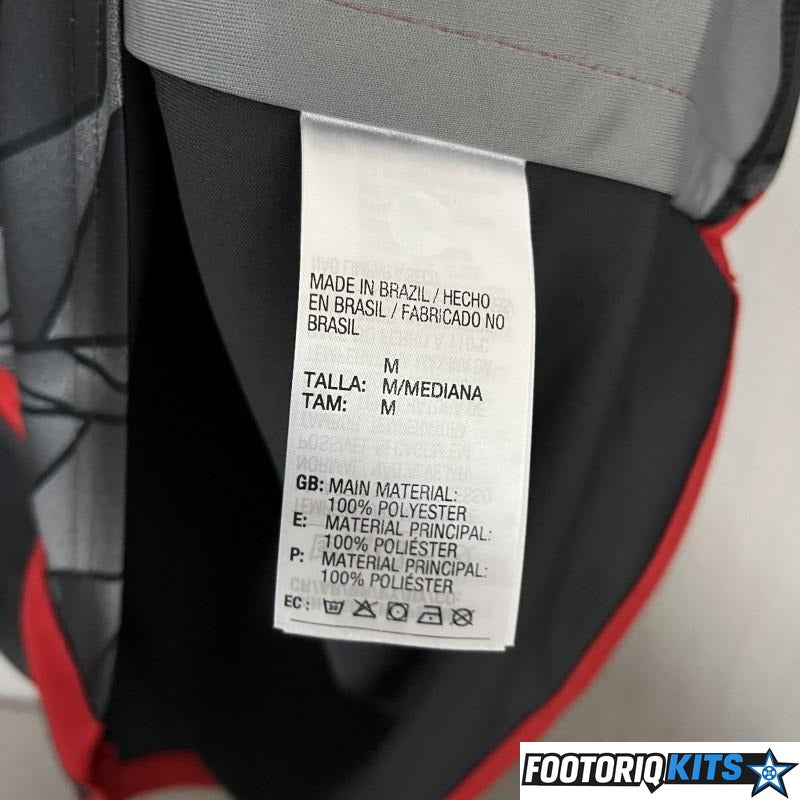 MADE IN BRAZIL / HECHO
EN BRASIL / FABRICADO NO
BRASIL
M
TALLA: M/MEDIANA
TAM: M
GB: MAIN MATERIAL:
100% POLYESTER
E: MATERIAL PRINCIPAL:
100% POLIÉSTER
P: MATERIAL PRINCIPAL:
100% POLIÉSTER
EC:
FOOTORIQKITS